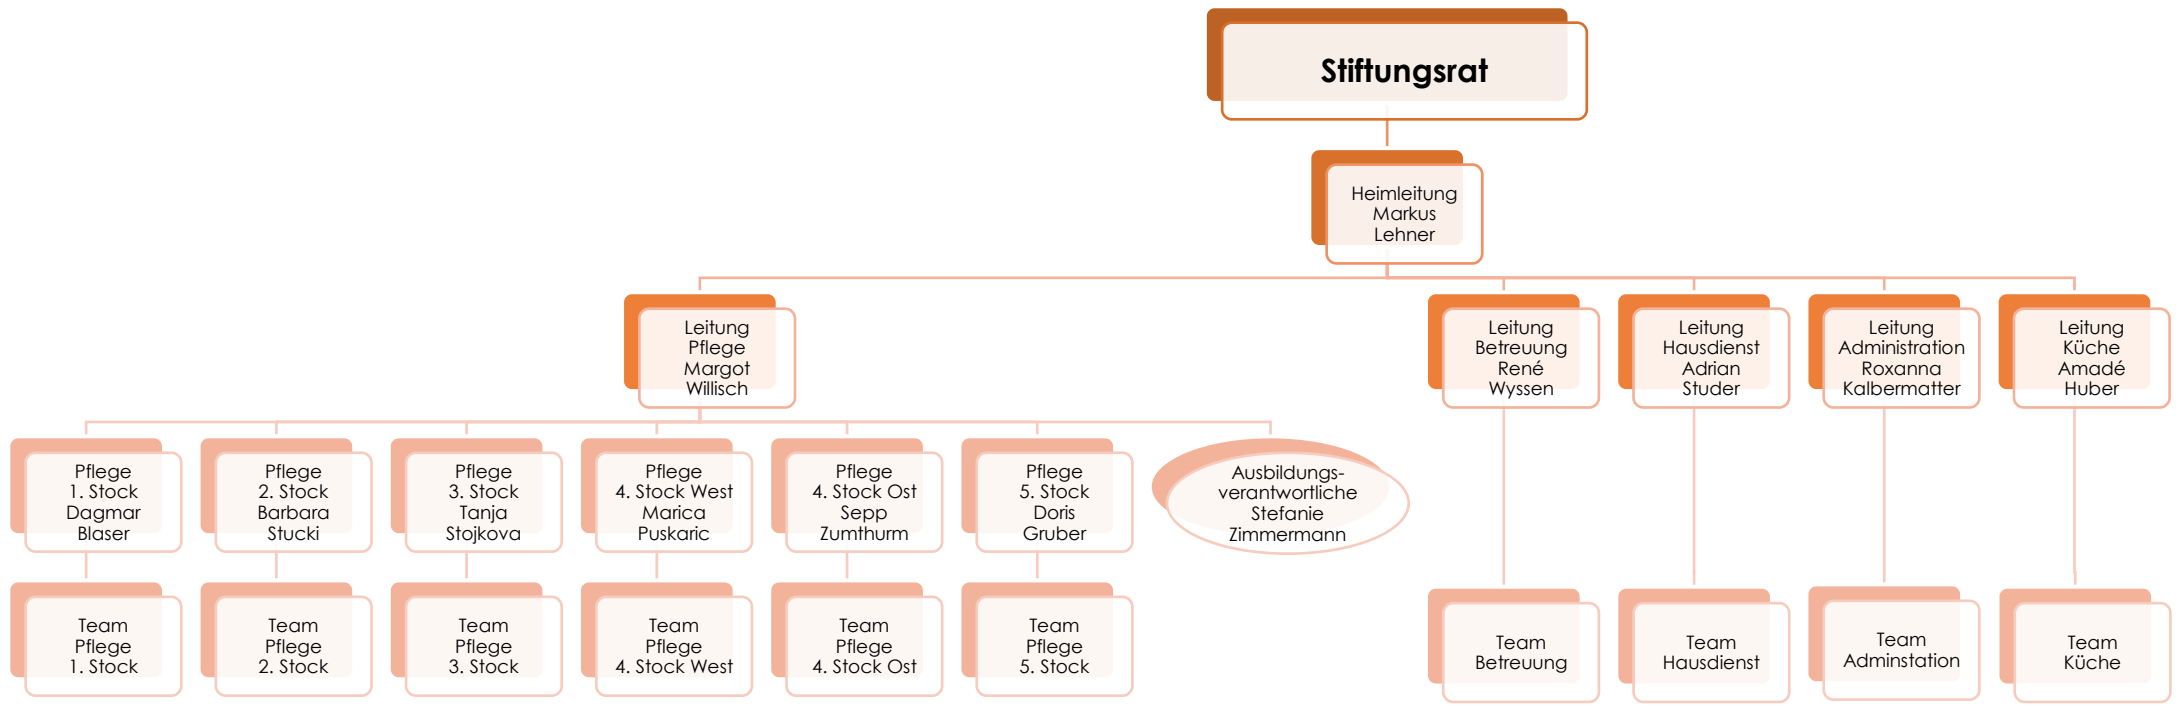 Stiftungsrat
Heimleitung
Markus
Lehner
Leitung
Pflege
Margot
Willisch
Leitung
Betreuung
René
Wyssen
Leitung
Hausdienst
Adrian
Studer
Leitung
Administration
Roxanna
Kalbermatter
Leitung
Küche
Amadé
Huber
Pflege
1. Stock
Dagmar
Blaser
Pflege
2. Stock
Barbara
Stucki
Pflege
3. Stock
Tanja
Stojkova
Pflege
4. Stock West
Marica
Puskaric
Pflege
4. Stock Ost
Sepp
Zumthurm
Pflege
5. Stock
Doris
Gruber
Ausbildungs-
verantwortliche
Stefanie
Zimmermann
Team
Pflege
1. Stock
Team
Pflege
2. Stock
Team
Pflege
3. Stock
Team
Pflege
4. Stock West
Team
Pflege
4. Stock Ost
Team
Pflege
5. Stock
Team
Betreuung
Team
Hausdienst
Team
Adminstation
Team
Küche